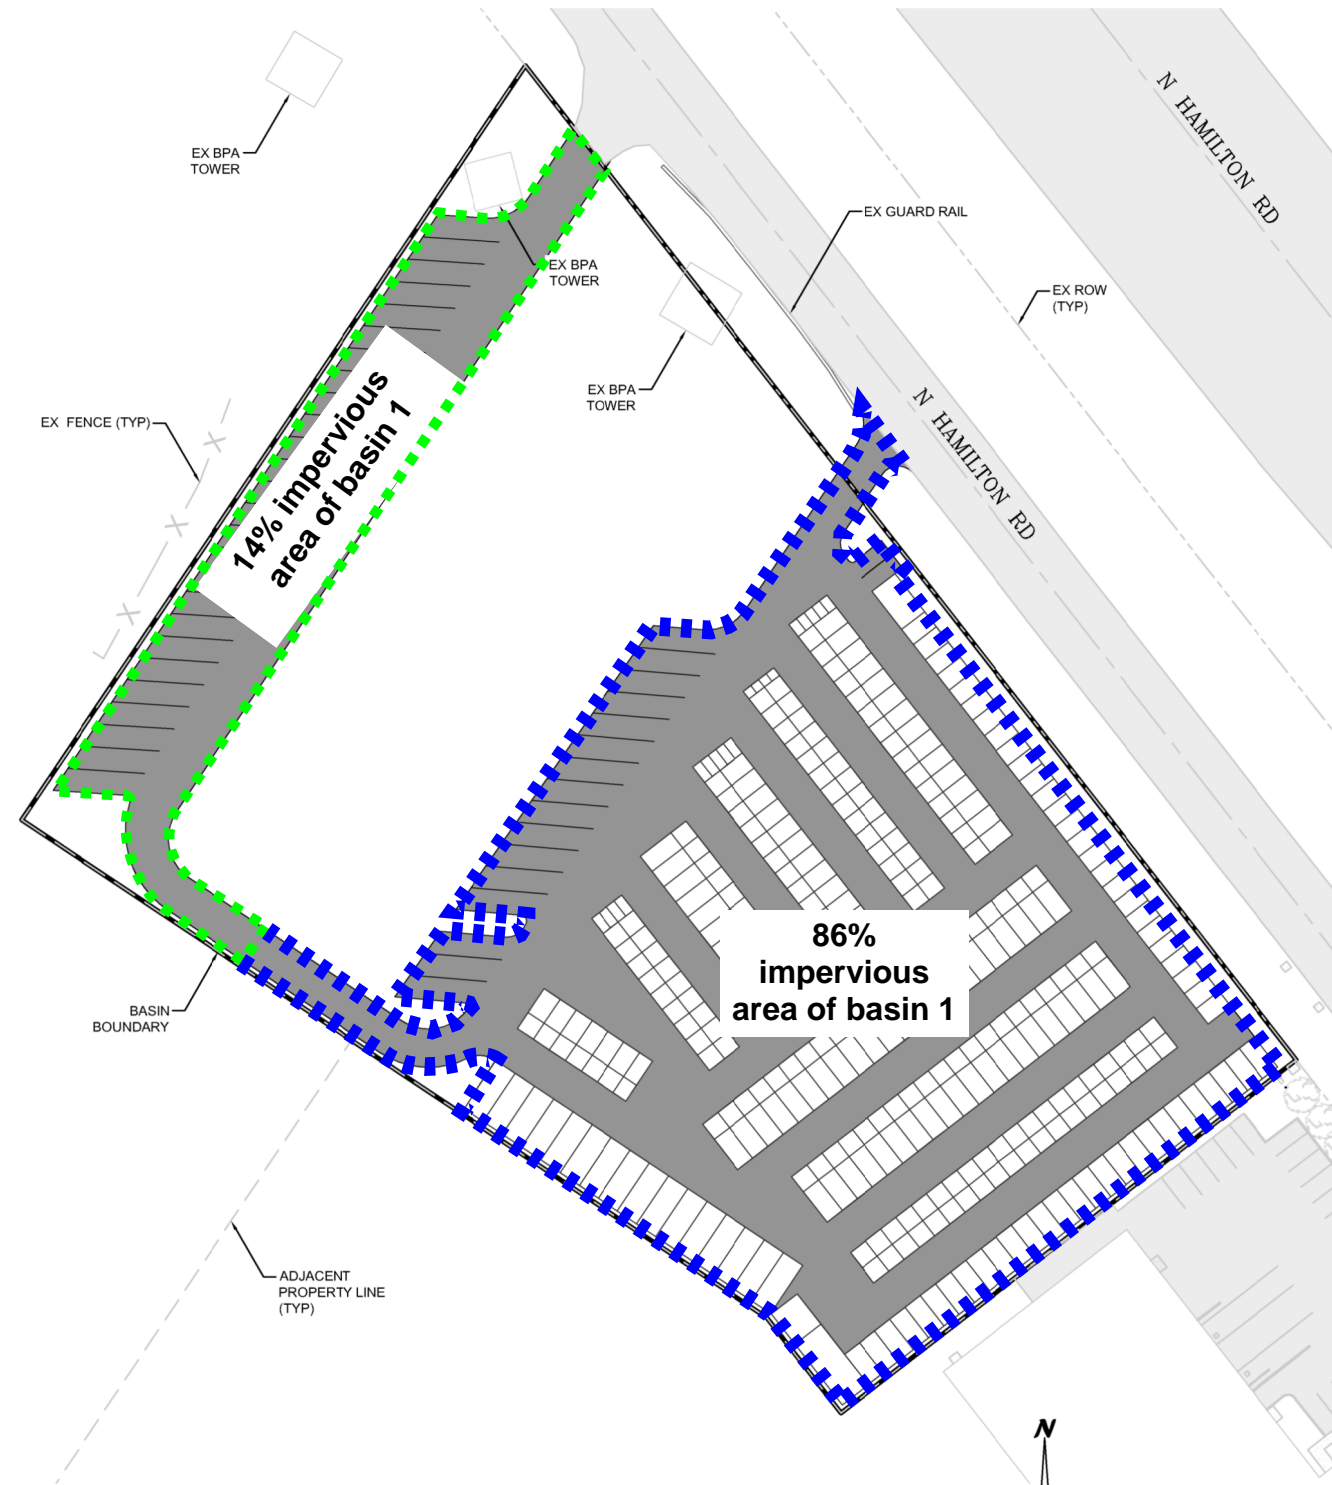 N HAMILTON RD
EX BPA
TOWER
EX GUARD RAIL
EX BPA
TOWER
EX ROW
(TYP)
EX BPA
TOWER
EX  FENCE (TYP)
N HAMILTON RD
14% impervious
area of basin 1
86%
impervious
area of basin 1
BASIN
BOUNDARY
ADJACENT
PROPERTY LINE
(TYP)
N